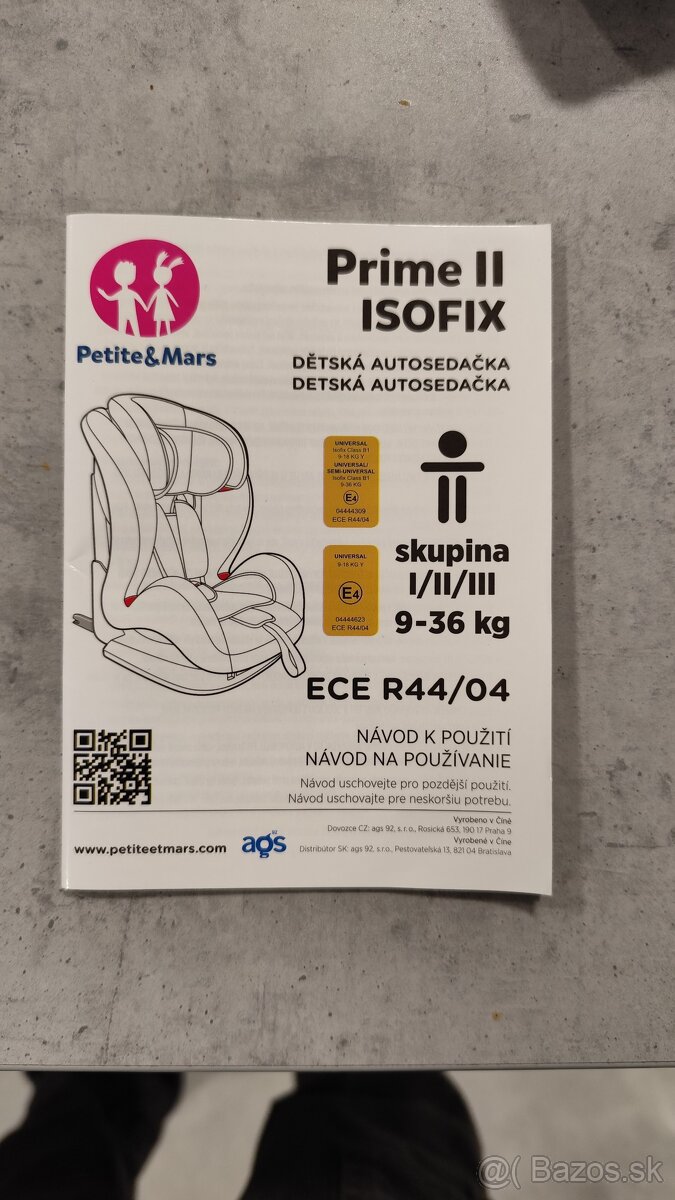 Prime II
ISOFIX
Petite&Mars
DĚTSKÁ AUTOSEDAČKA
DETSKÁ AUTOSEDAČKA
UNIVERSAL
Isofix Class B1
9-18 KG Y
UNIVERSAL/
SEMI-UNIVERSAL
Isofix Class B1
9-36 KG
E4
04444309
ECE R44/04
UNIVERSAL
9-18 KG Y
E4
04444623
ECE R44/04
skupina
I/II/III
9-36 kg
ECE R44/04
NÁVOD K POUŽITÍ
NÁVOD NA POUŽÍVANIE
Návod uschovejte pro pozdější použití.
Návod uschovajte pre neskoršiu potrebu.
Vyrobeno v Číně
Dovozce CZ: ags 92, s.r.o., Rosická 653, 190 17 Praha 9
Vyrobené v Číne
Distribútor SK: ags 92, s.r.o., Pestovateľská 13, 821 04 Bratislava
www.petiteetmars.com
ags 92
@( Bazos.sk